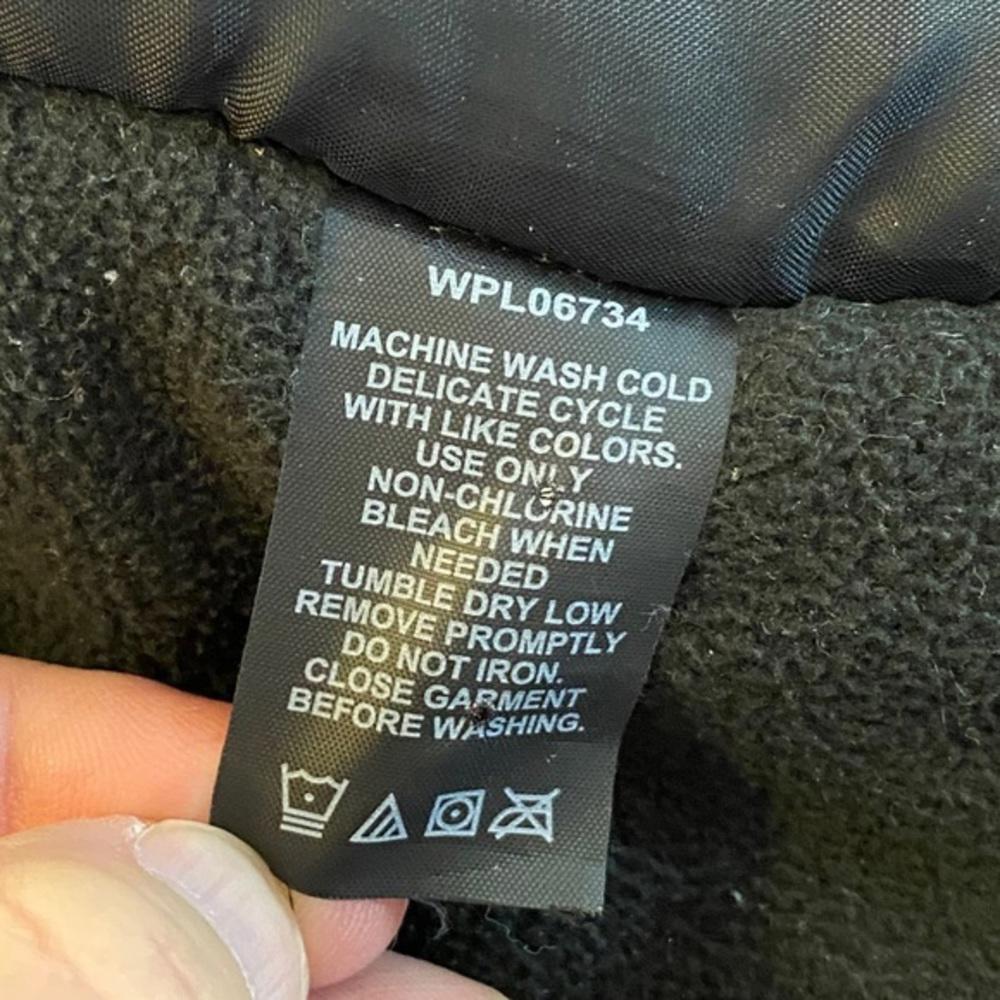 WPL06734
MACHINE WASH COLD
DELICATE CYCLE
WITH LIKE COLORS.
USE ONLY
NON-CHLORINE
BLEACH WHEN
NEEDED
TUMBLE DRY LOW
REMOVE PROMPTLY
DO NOT IRON.
CLOSE GARMENT
BEFORE WASHING.